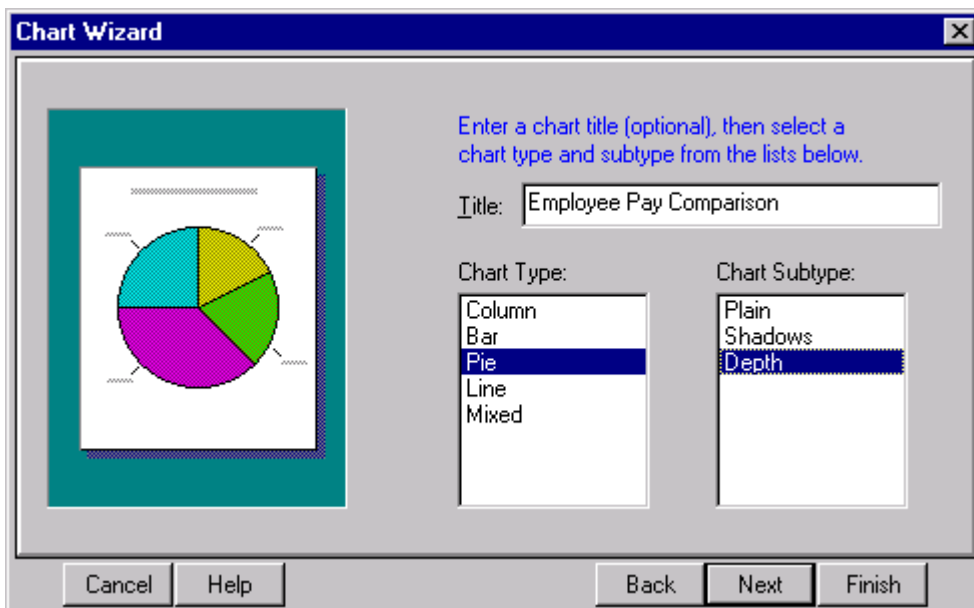 Chart Wizard
Enter a chart title (optional), then select a
chart type and subtype from the lists below.
Title: Employee Pay Comparison
Chart Type:
Column
Bar
Pie
Line
Mixed
Chart Subtype:
Plain
Shadows
Depth
Cancel Help Back Next Finish